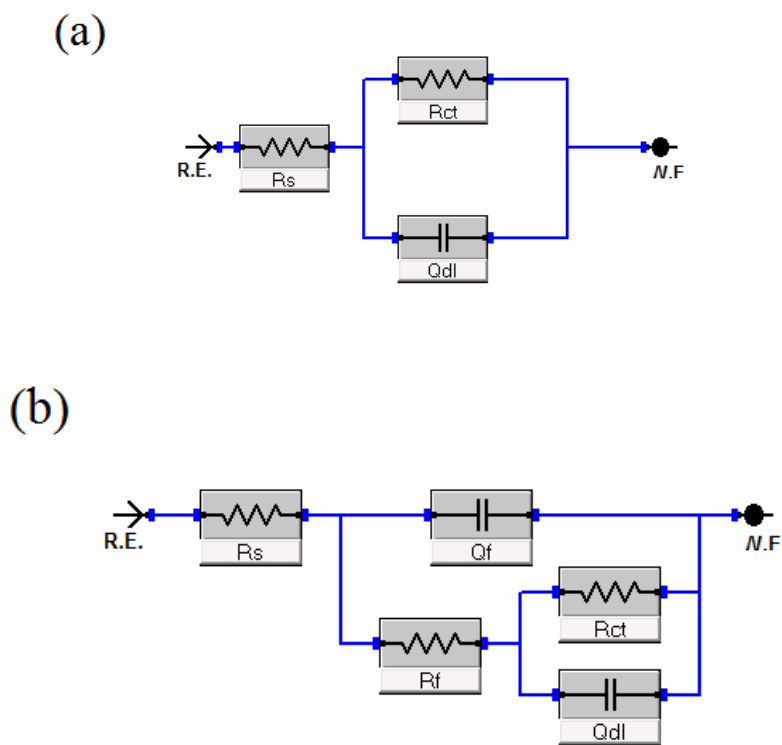 (a)
Rct
R.E.
Rs
W.E
Qdl
(b)
R.E.
Rs
Qf
W.E
Rct
Rf
Qdl